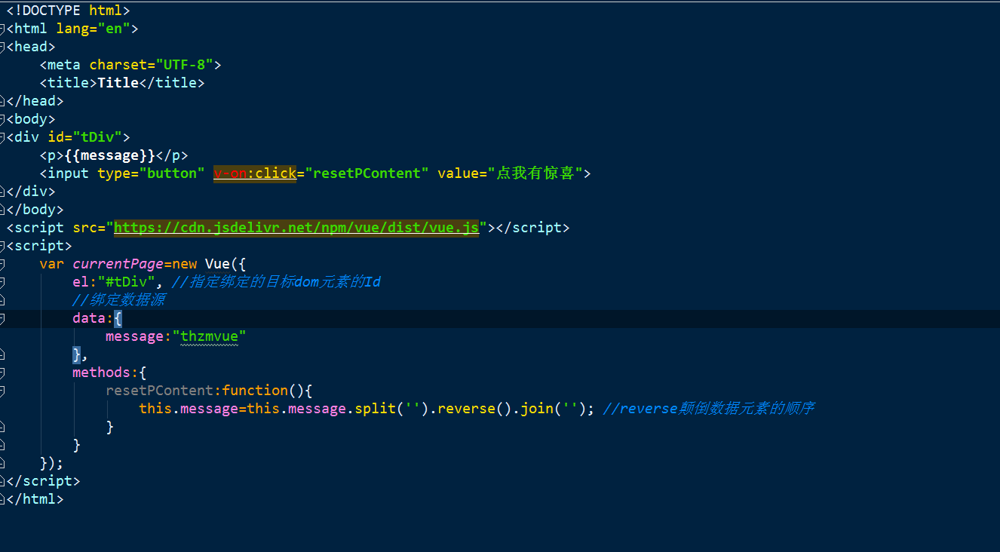 <!DOCTYPE html>
<html lang="en">
<head>
    <meta charset="UTF-8">
    <title>Title</title>
</head>
<body>
<div id="tDiv">
    <p>{{message}}</p>
    <input type="button" v-on:click="resetPContent" value="点我有惊喜">
</div>
</body>
<script src="https://cdn.jsdelivr.net/npm/vue/dist/vue.js"></script>
<script>
    var currentPage=new Vue({
        el:"#tDiv", //指定绑定的目标dom元素的Id
        //绑定数据源
        data:{
            message:"thzmvue"
        },
        methods:{
            resetPContent:function(){
                this.message=this.message.split('').reverse().join(''); //reverse颠倒数据元素的顺序
            }
        }
    });
</script>
</html>